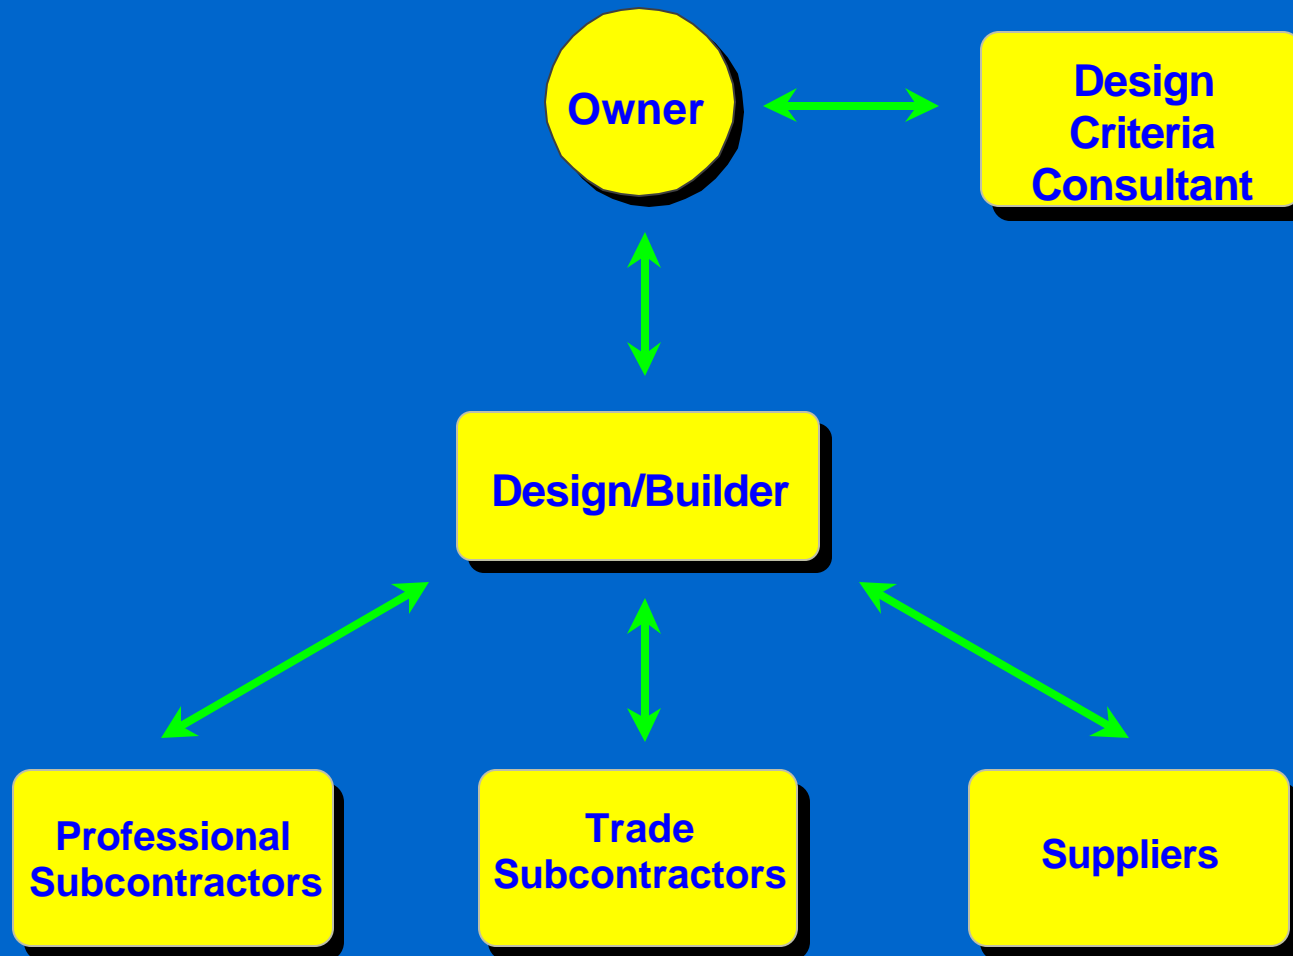 Owner
Design
Criteria
Consultant
Design/Builder
Professional
Subcontractors
Trade
Subcontractors
Suppliers